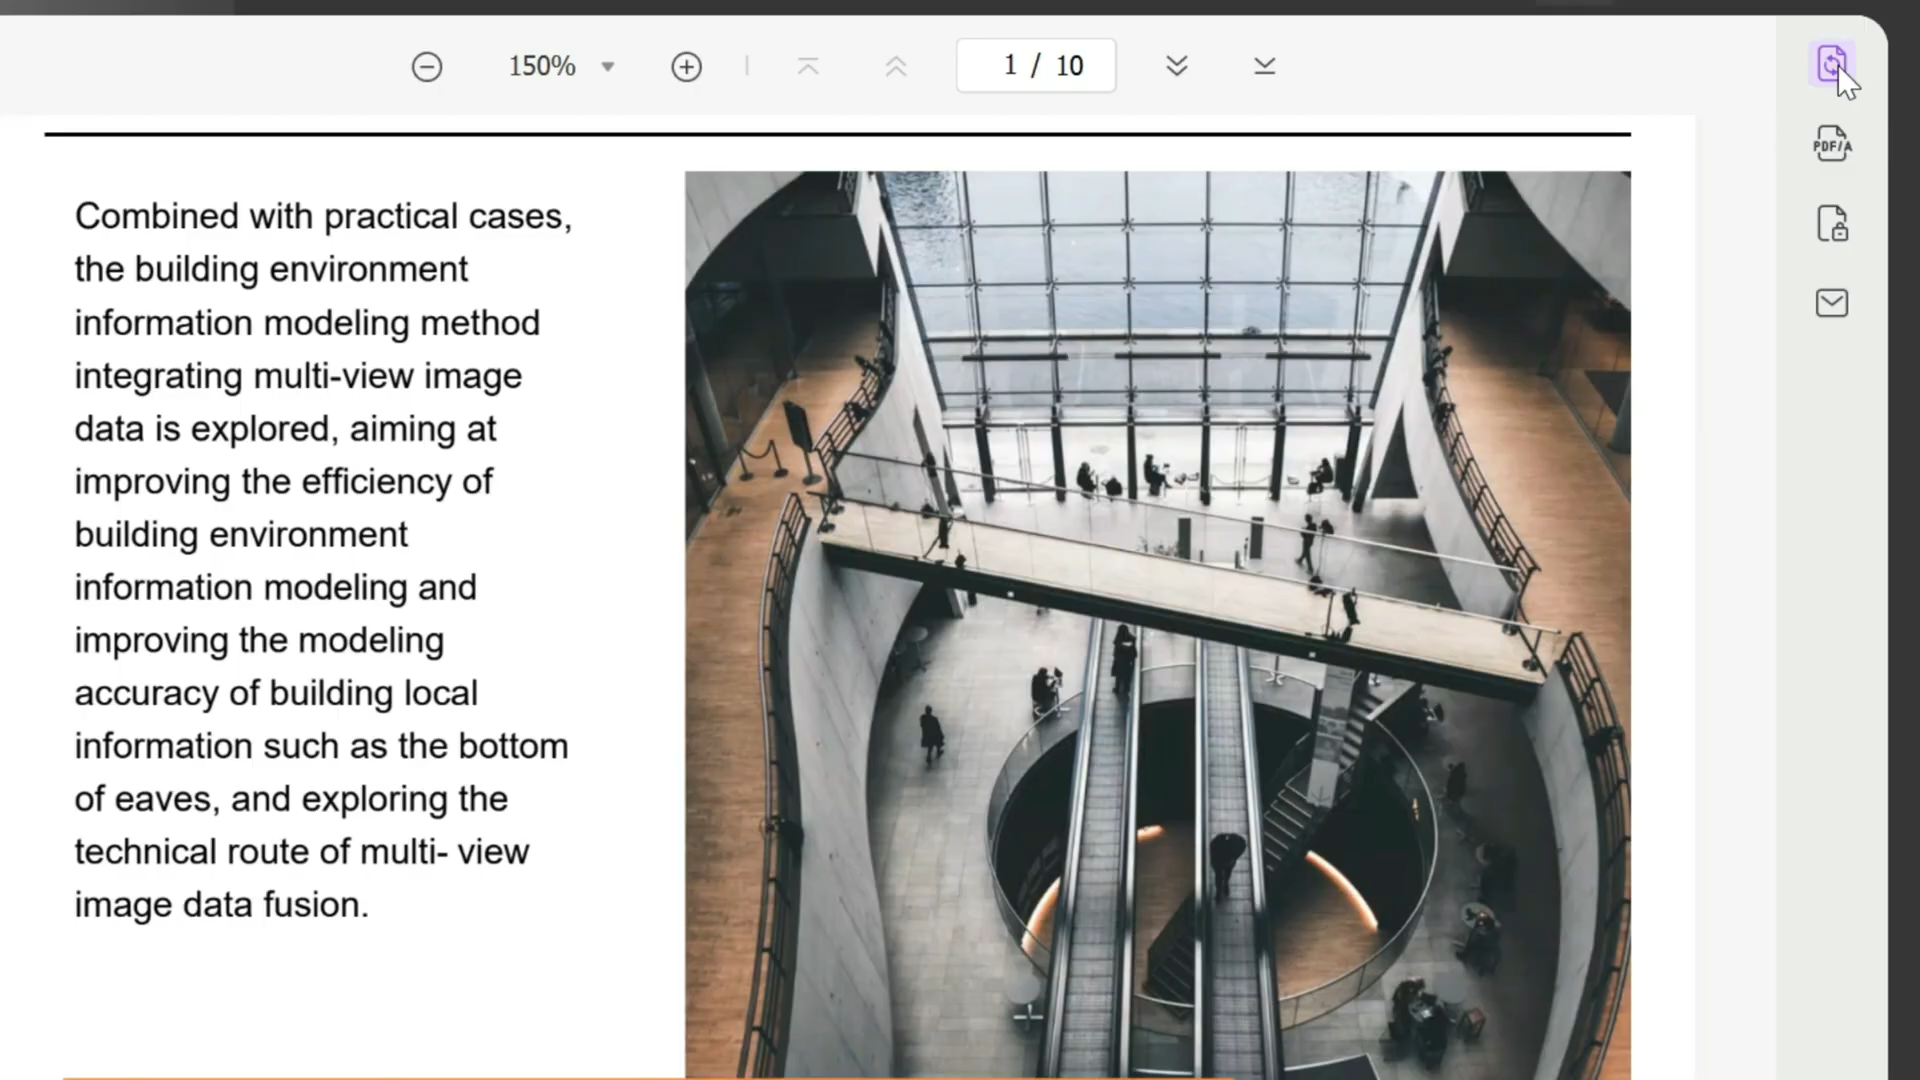 150%
1 / 10
PDF/A
Combined with practical cases,
the building environment
information modeling method
integrating multi-view image
data is explored, aiming at
improving the efficiency of
building environment
information modeling and
improving the modeling
accuracy of building local
information such as the bottom
of eaves, and exploring the
technical route of multi- view
image data fusion.